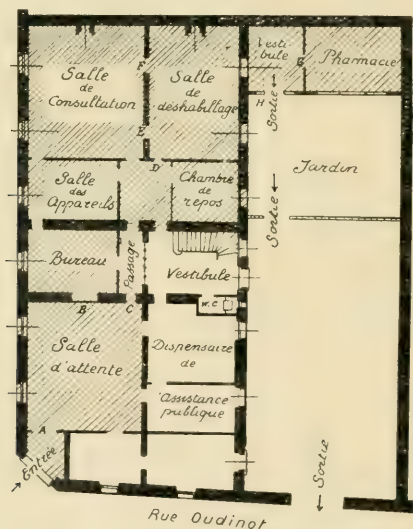 Salle
de
Consultation
F
Salle
de
deshabillage
Vesti
bule
G
Pharmacie
E
H
Sortie
D
Salle
des
Appareils
Chambre
de
repos
Sortie
Jardin
Bureau
Passage
Vestibule
B
C
W.C
Salle
d'attente
Dispensaire
de
Assistance
publique
A
Entrée
Sortie
Rue Oudinot